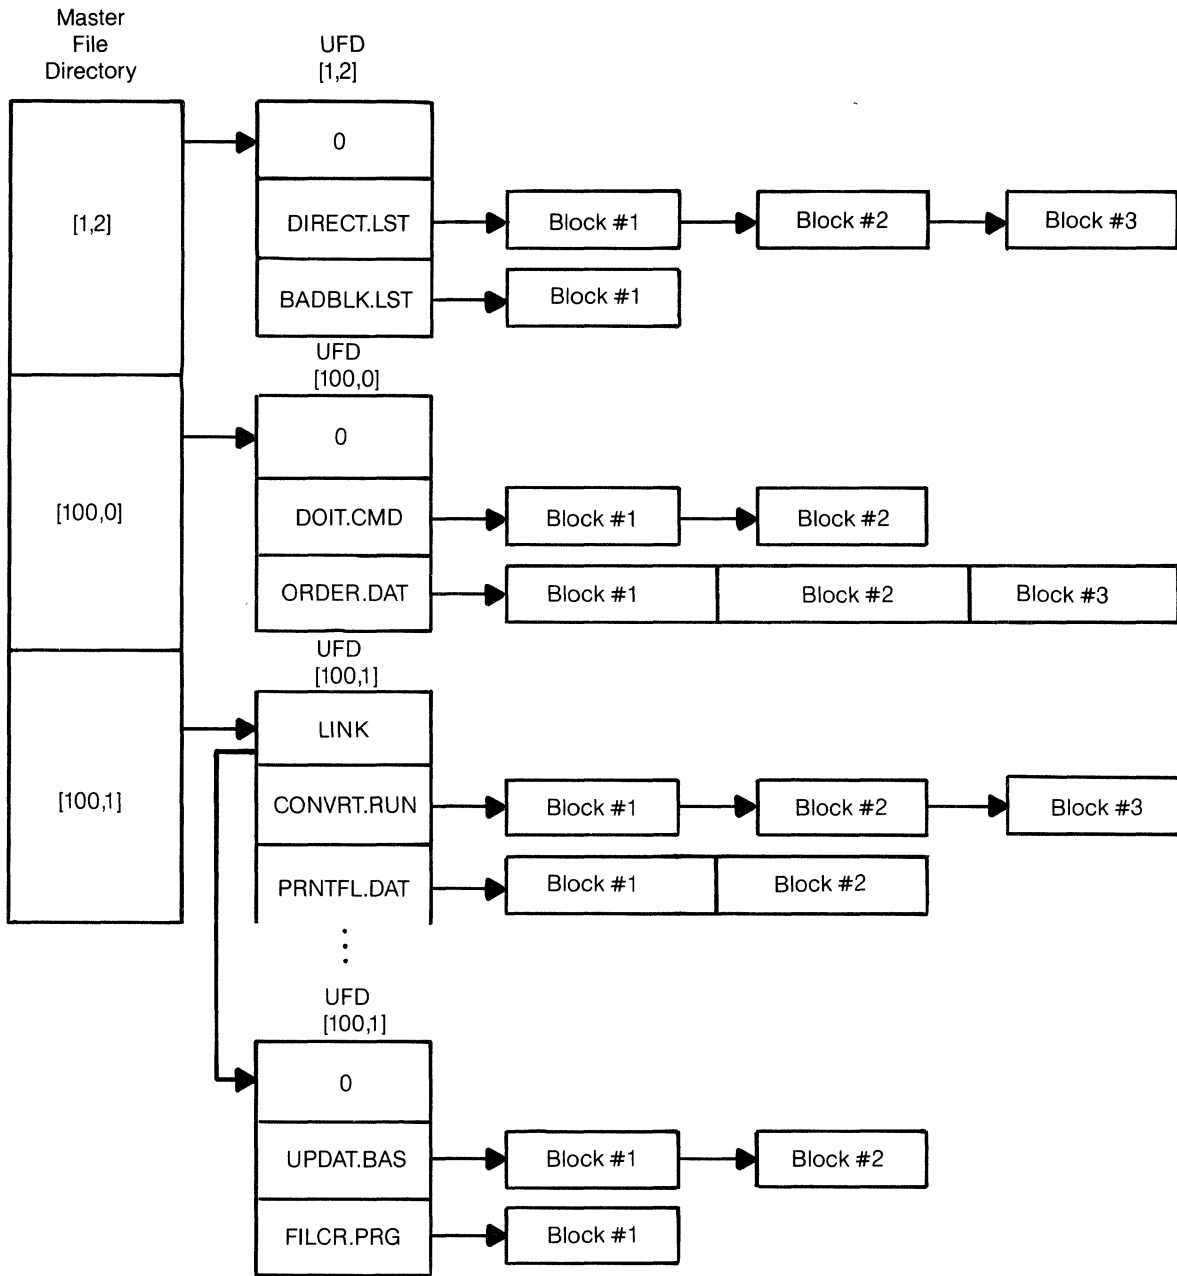 Master
File
Directory
UFD
[1,2]
0
[1,2]
DIRECT.LST
Block #1
Block #2
Block #3
BADBLK.LST
Block #1
UFD
[100,0]
0
[100,0]
DOIT.CMD
Block #1
Block #2
ORDER.DAT
Block #1
Block #2
Block #3
UFD
[100,1]
LINK
[100,1]
CONVRT.RUN
Block #1
Block #2
Block #3
PRNTFL.DAT
Block #1
Block #2
UFD
[100,1]
0
UPDAT.BAS
Block #1
Block #2
FILCR.PRG
Block #1